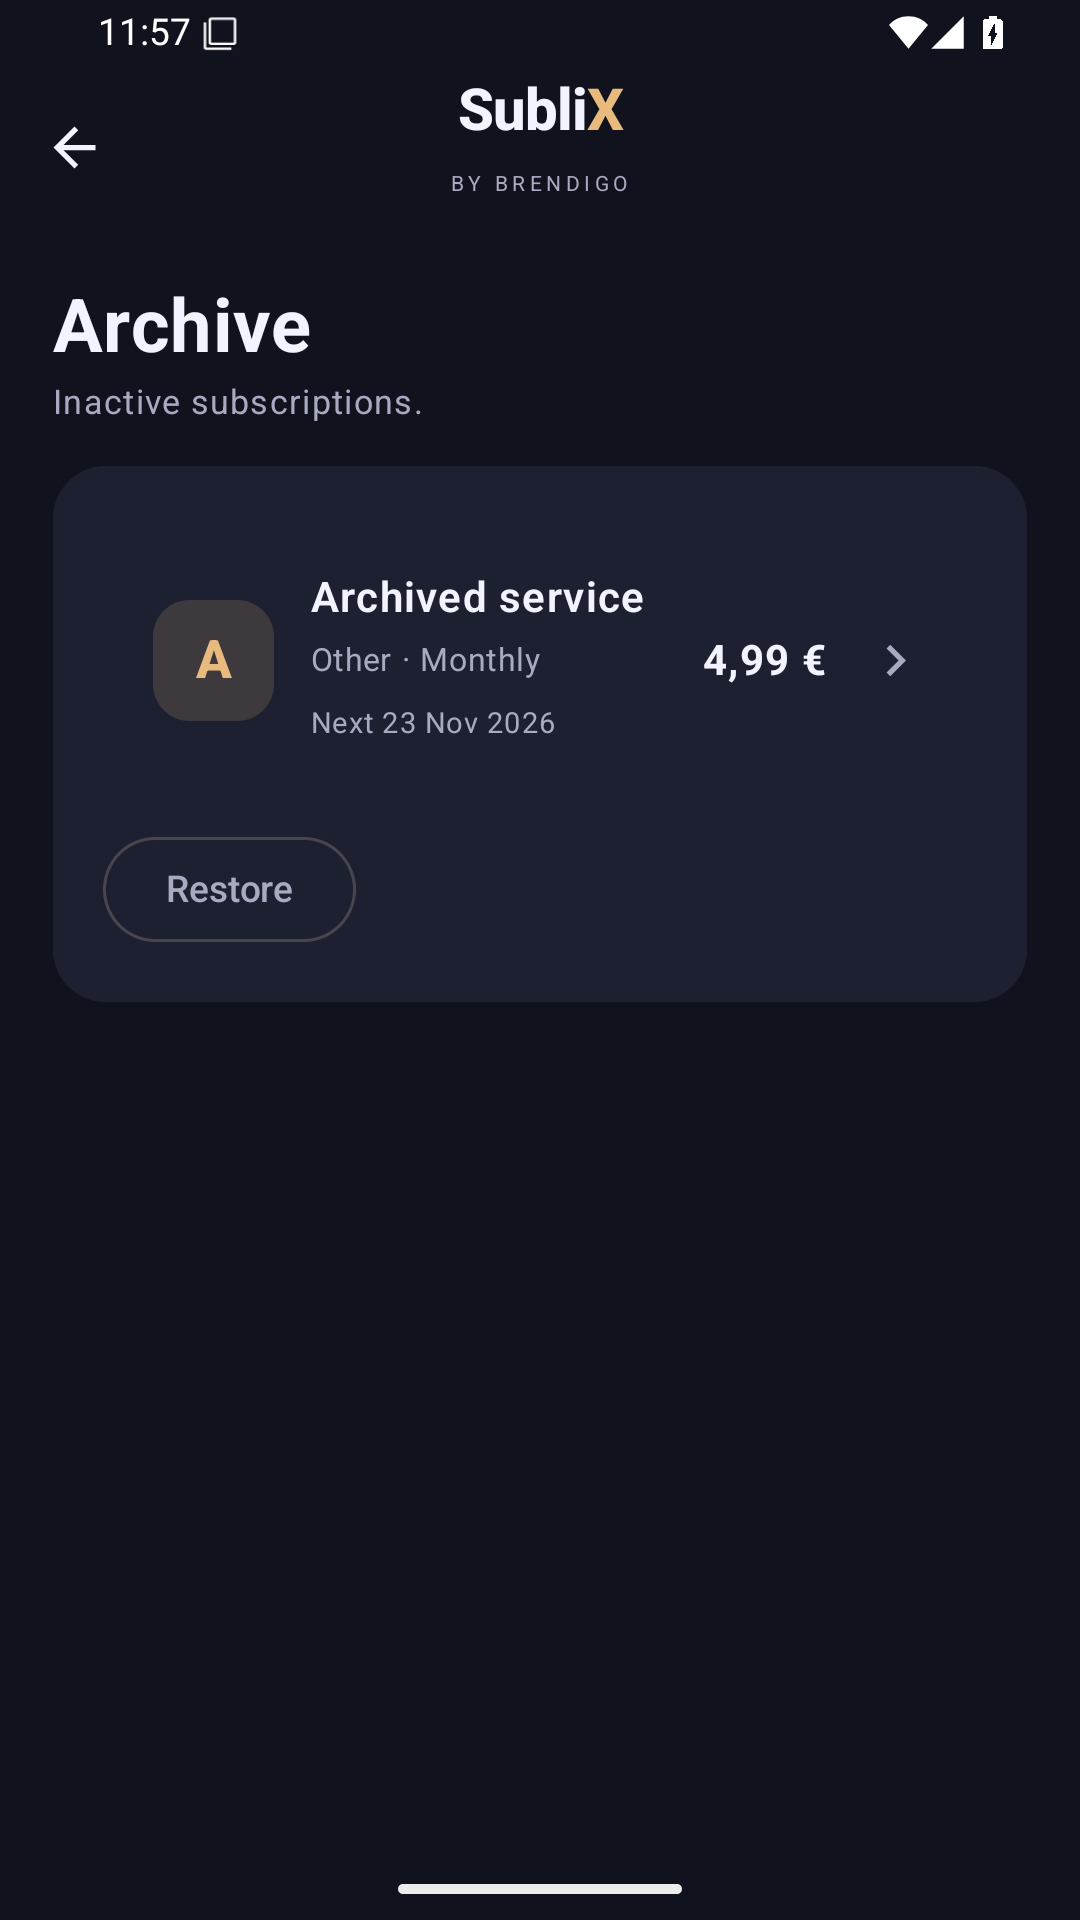 11:57
SubliX
BY BRENDIGO
Archive
Inactive subscriptions.
A
Archived service
Other · Monthly
4,99 €
Next 23 Nov 2026
Restore